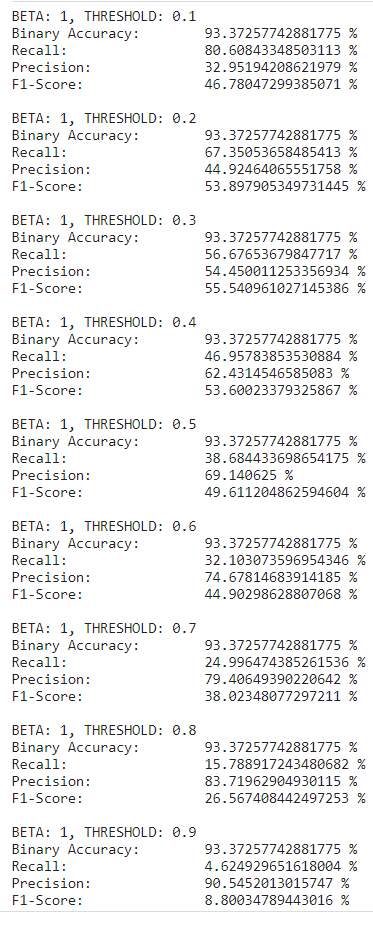 BETA: 1, THRESHOLD: 0.1
Binary Accuracy: 93.37257742881775 %
Recall: 80.60843348503113 %
Precision: 32.95194208621979 %
F1-Score: 46.78047299385071 %
BETA: 1, THRESHOLD: 0.2
Binary Accuracy: 93.37257742881775 %
Recall: 67.35053658485413 %
Precision: 44.92464065551758 %
F1-Score: 53.897905349731445 %
BETA: 1, THRESHOLD: 0.3
Binary Accuracy: 93.37257742881775 %
Recall: 56.67653679847717 %
Precision: 54.450011253356934 %
F1-Score: 55.540961027145386 %
BETA: 1, THRESHOLD: 0.4
Binary Accuracy: 93.37257742881775 %
Recall: 46.95783853530884 %
Precision: 62.4314546585083 %
F1-Score: 53.60023379325867 %
BETA: 1, THRESHOLD: 0.5
Binary Accuracy: 93.37257742881775 %
Recall: 38.684433698654175 %
Precision: 69.140625 %
F1-Score: 49.611204862594604 %
BETA: 1, THRESHOLD: 0.6
Binary Accuracy: 93.37257742881775 %
Recall: 32.103073596954346 %
Precision: 74.67814683914185 %
F1-Score: 44.90298628807068 %
BETA: 1, THRESHOLD: 0.7
Binary Accuracy: 93.37257742881775 %
Recall: 24.996474385261536 %
Precision: 79.40649390220642 %
F1-Score: 38.02348077297211 %
BETA: 1, THRESHOLD: 0.8
Binary Accuracy: 93.37257742881775 %
Recall: 15.788917243480682 %
Precision: 83.71962904930115 %
F1-Score: 26.567408442497253 %
BETA: 1, THRESHOLD: 0.9
Binary Accuracy: 93.37257742881775 %
Recall: 4.624929651618004 %
Precision: 90.5452013015747 %
F1-Score: 8.80034789443016 %